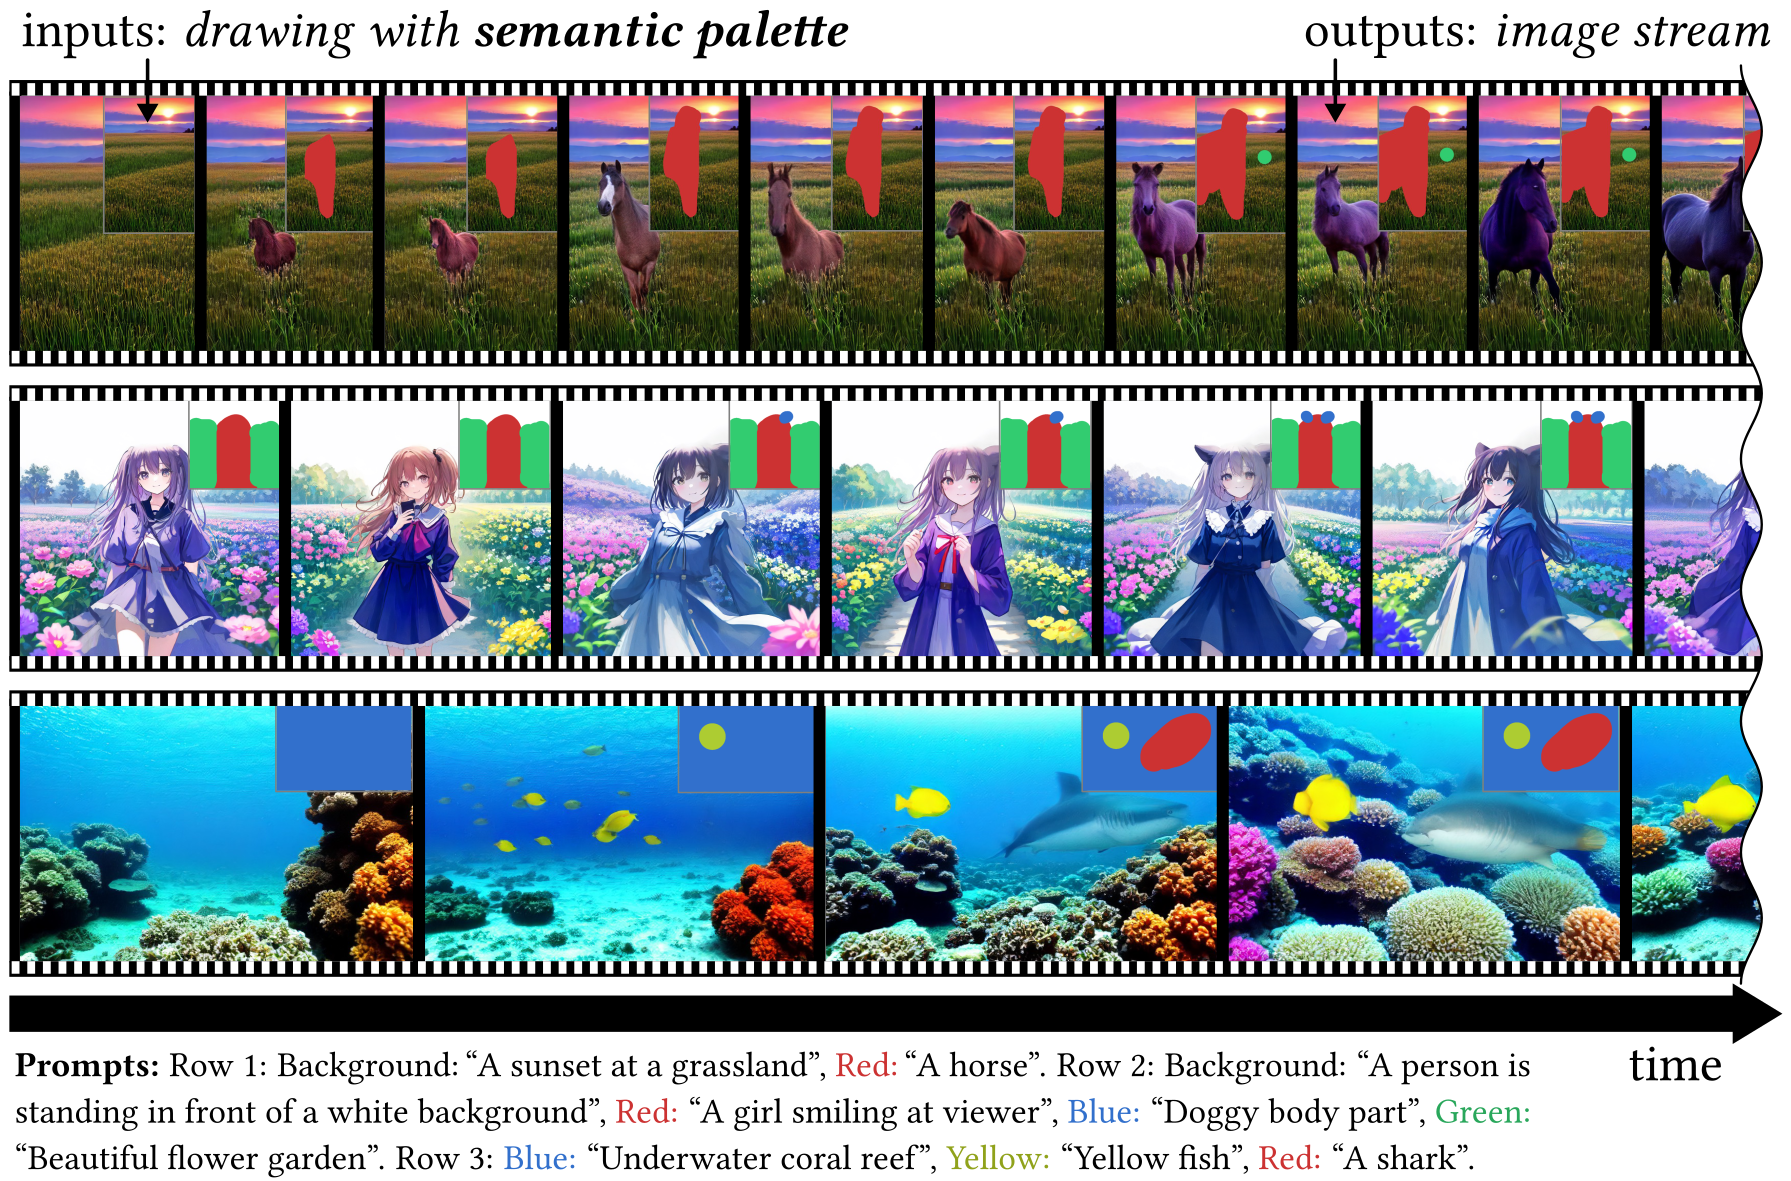 inputs: drawing with semantic palette
outputs: image stream
Prompts: Row 1: Background: “A sunset at a grassland”, Red: “A horse”. Row 2: Background: “A person is
standing in front of a white background”, Red: “A girl smiling at viewer”, Blue: “Doggy body part”, Green:
“Beautiful flower garden”. Row 3: Blue: “Underwater coral reef”, Yellow: “Yellow fish”, Red: “A shark”.
time